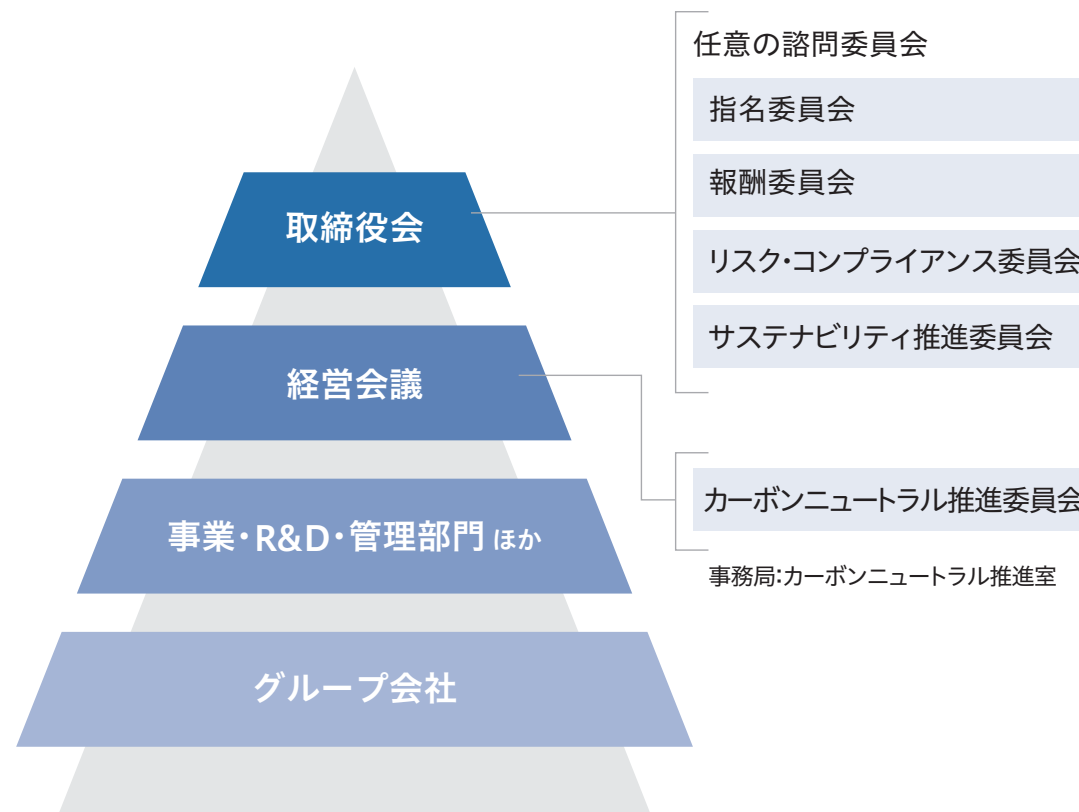 任意の諮問委員会
指名委員会
報酬委員会
リスク・コンプライアンス委員会
サステナビリティ推進委員会
取締役会
経営会議
カーボンニュートラル推進委員会
事務局:カーボンニュートラル推進室
事業・R&D・管理部門 ほか
グループ会社